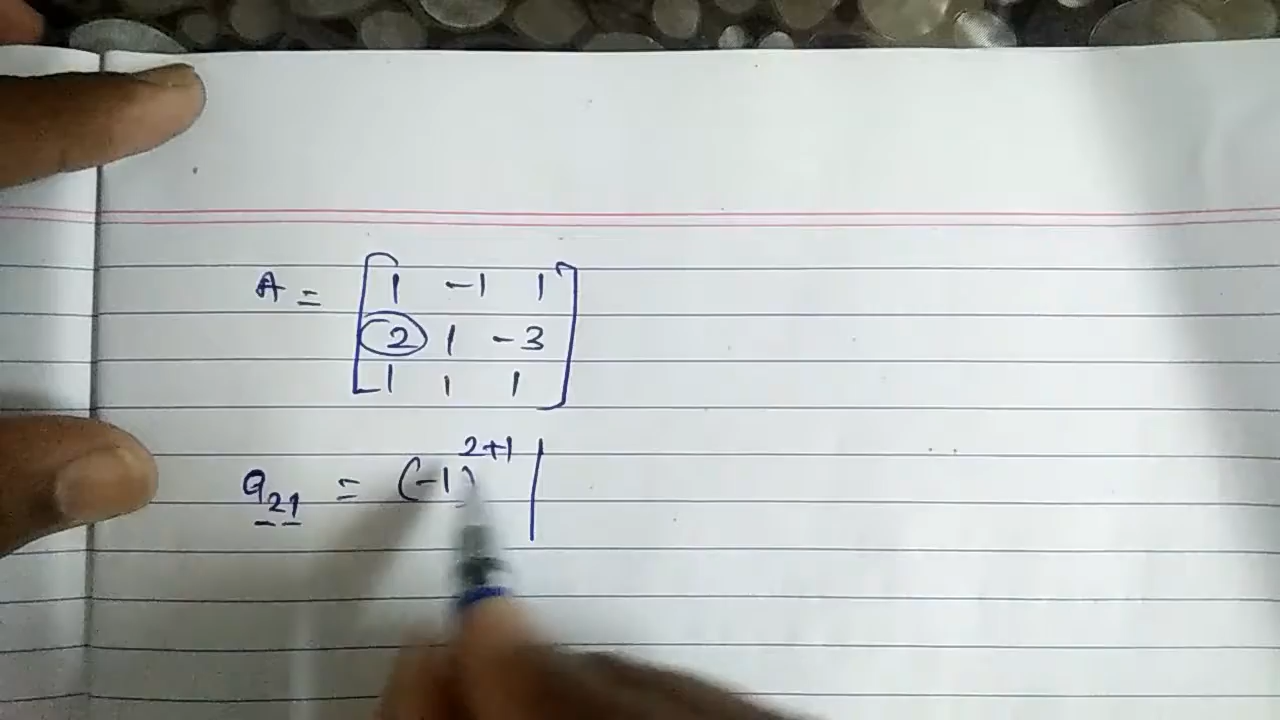 A = [ 1 -1 1
2 1 -3
1 1 1 ]
a₂₁ = (-1)²⁺¹ |